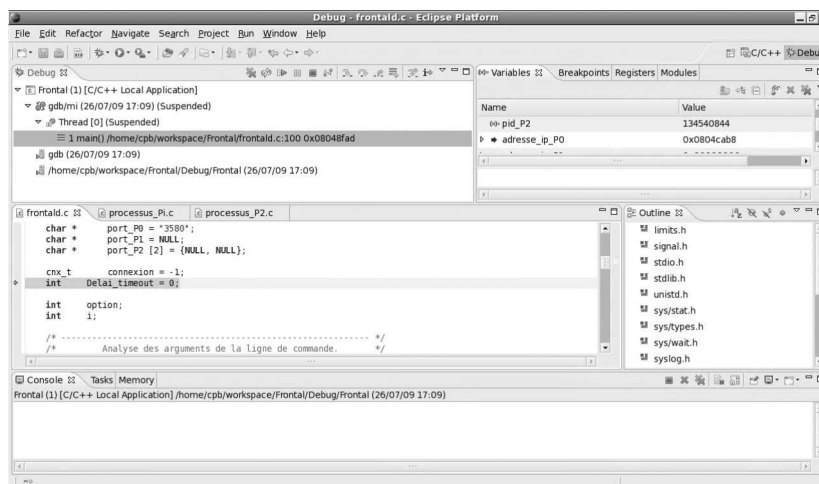 Debug - frontald.c - Eclipse Platform
File Edit Refactor Navigate Search Project Run Window Help
C/C++ Debu
Debug
Frontal (1) [C/C++ Local Application]
gdb/mi (26/07/09 17:09) (Suspended)
Thread [0] (Suspended)
1 main() /home/cpb/workspace/Frontal/frontald.c:100 0x08048fad
gdb (26/07/09 17:09)
/home/cpb/workspace/Frontal/Debug/Frontal (26/07/09 17:09)
Variables Breakpoints Registers Modules
Name Value
pid_P2 134540844
adresse_ip_P0 0x0804cab8
frontald.c processus_Pi.c processus_P2.c
char * port_P0 = "3580";
char * port_P1 = NULL;
char * port_P2 [2] = {NULL, NULL};
cnx_t connexion = -1;
int Delai_timeout = 0;
int option;
int i;
/* ---------------------------------------------------------- */
/* Analyse des arguments de la ligne de commande. */
Outline
limits.h
signal.h
stdio.h
stdlib.h
unistd.h
sys/stat.h
sys/types.h
sys/wait.h
syslog.h
Console Tasks Memory
Frontal (1) [C/C++ Local Application] /home/cpb/workspace/Frontal/Debug/Frontal (26/07/09 17:09)